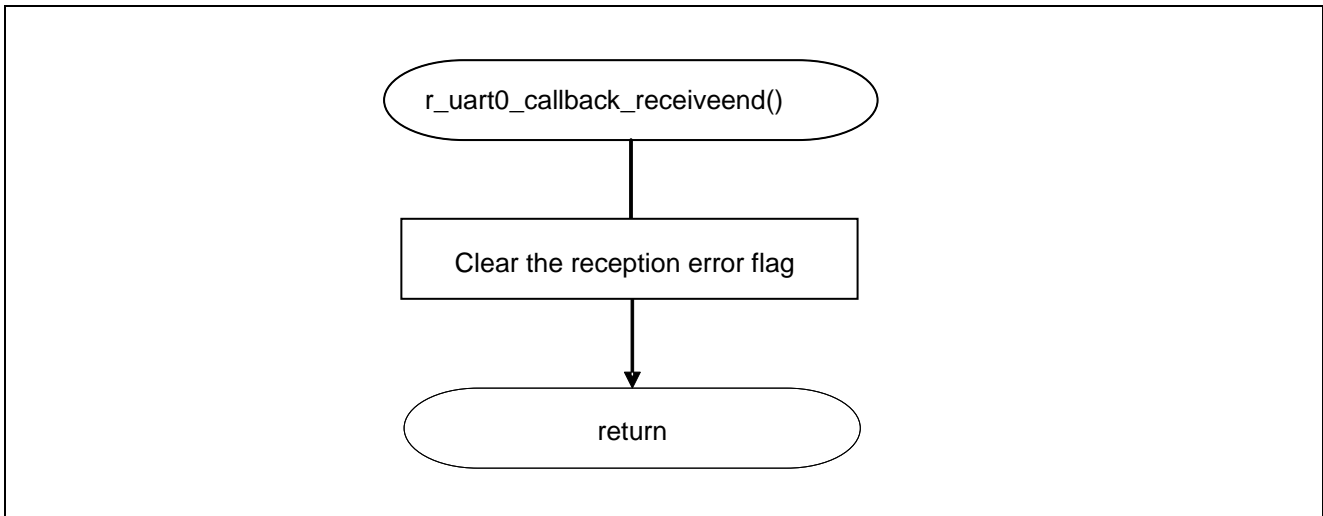 r_uart0_callback_receiveend()
Clear the reception error flag
return